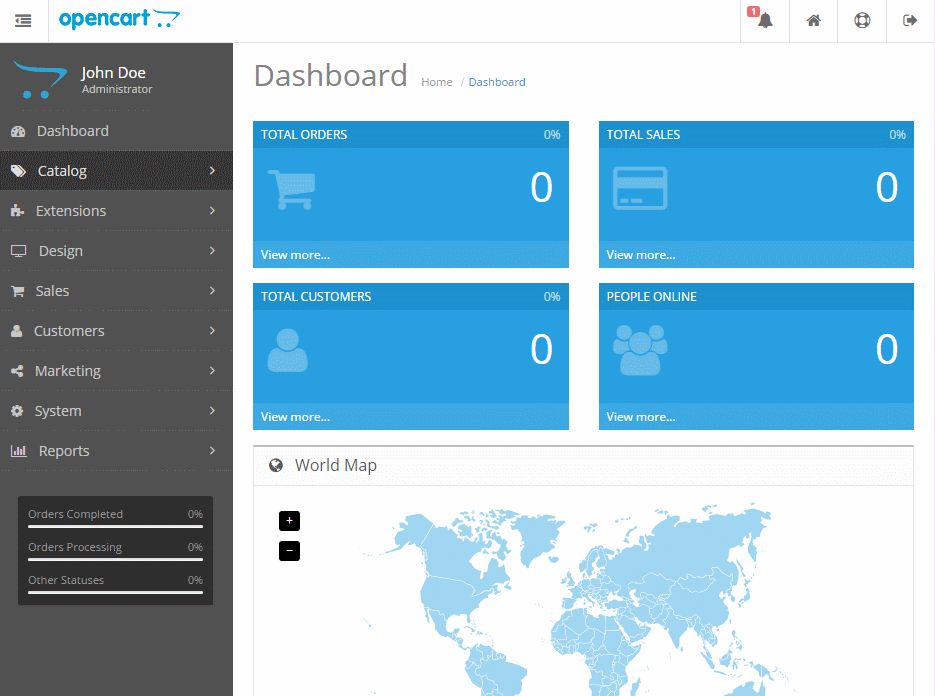 opencart
1
John Doe
Administrator
Dashboard
Catalog
Extensions
Design
Sales
Customers
Marketing
System
Reports
Orders Completed 0%
Orders Processing 0%
Other Statuses 0%
Dashboard Home / Dashboard
TOTAL ORDERS 0%
0
View more...
TOTAL SALES 0%
0
View more...
TOTAL CUSTOMERS 0%
0
View more...
PEOPLE ONLINE
0
View more...
World Map
+
−